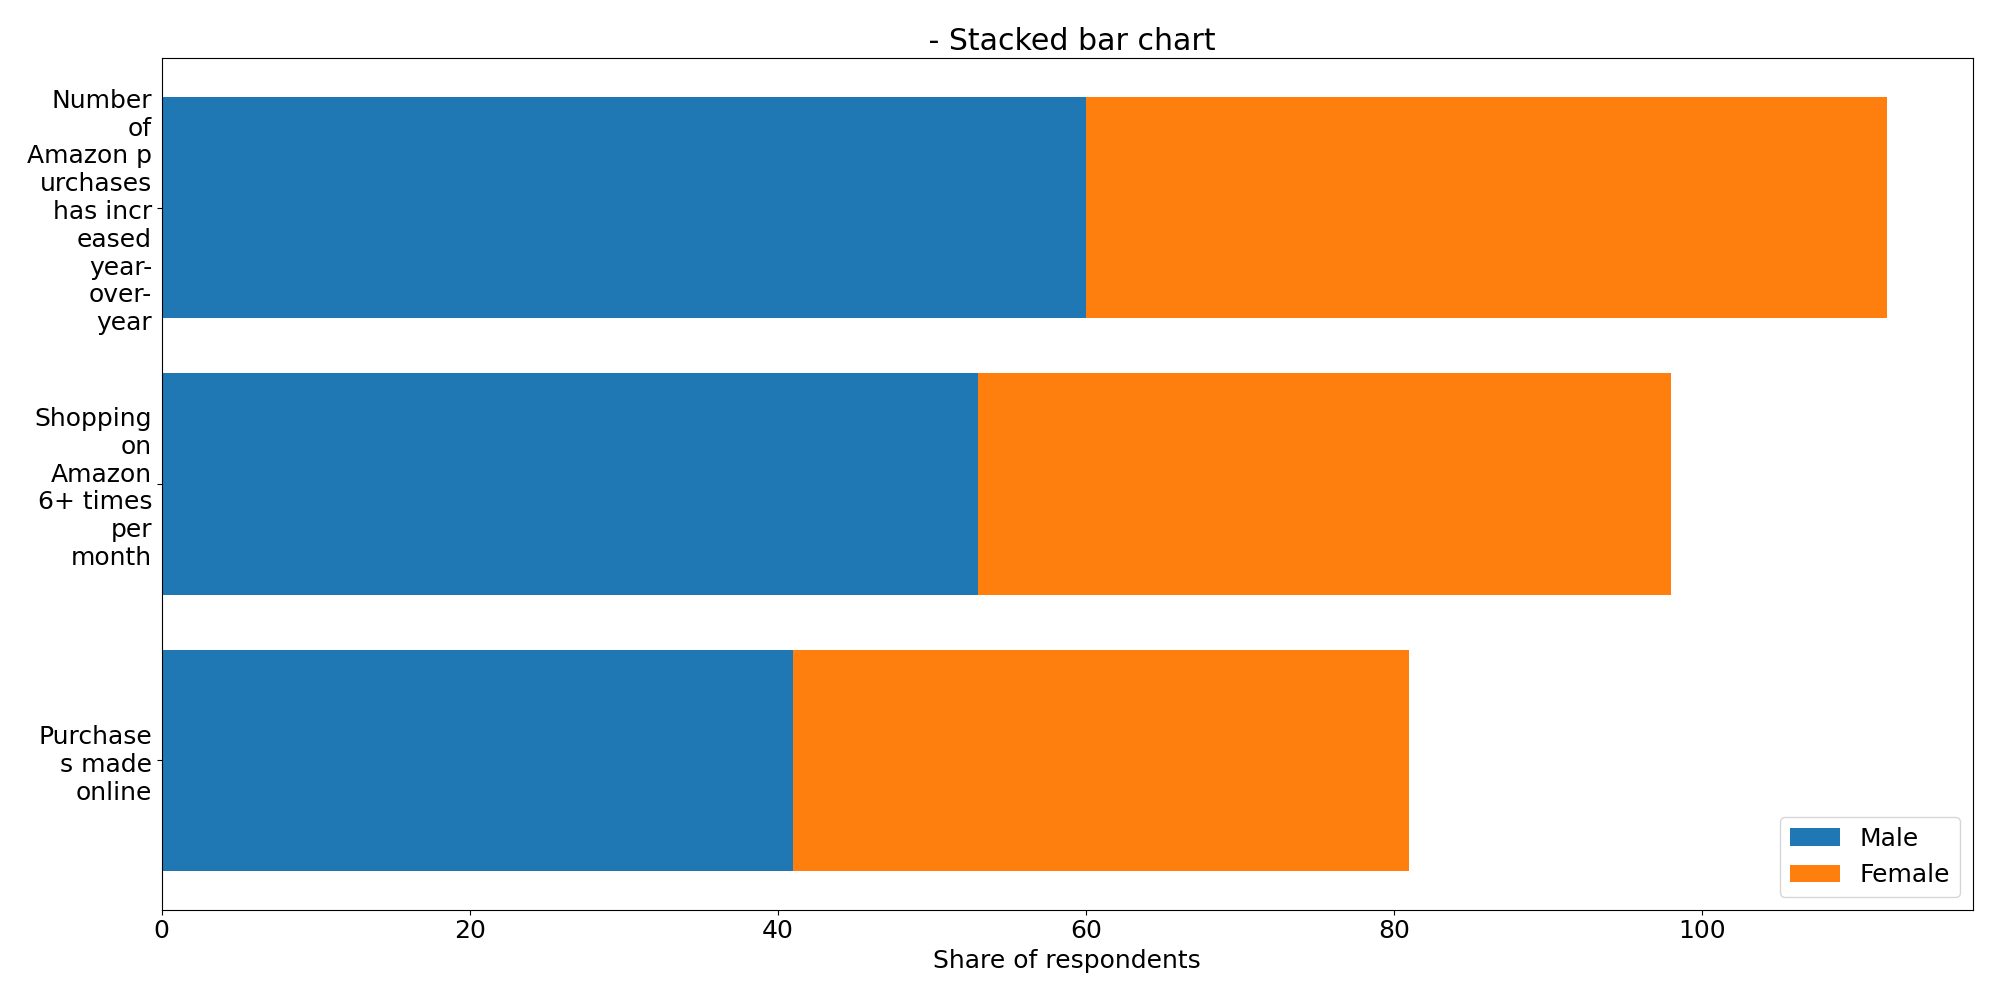 - Stacked bar chart
Number
of
Amazon p
urchases
has incr
eased
year-
over-
year
Shopping
on
Amazon
6+ times
per
month
Purchase
s made
online
Male
Female
0 20 40 60 80 100
Share of respondents